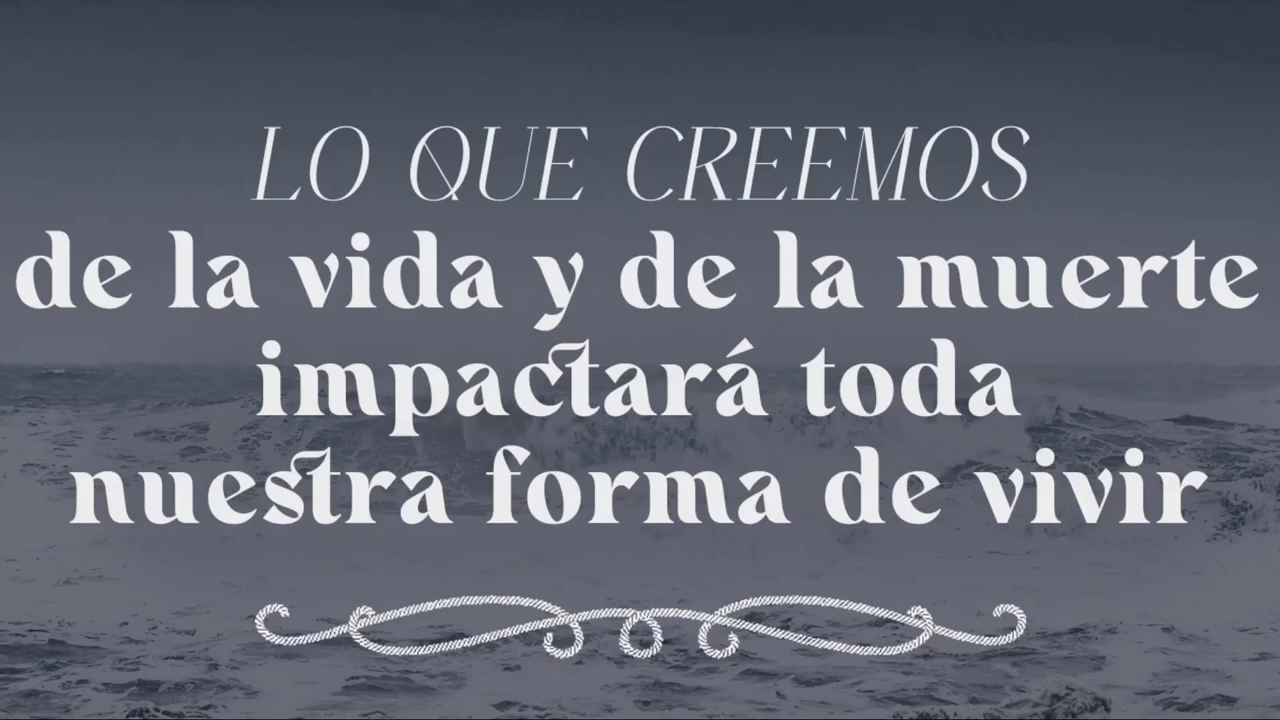 LO QUE CREEMOS
de la vida y de la muerte
impactará toda
nuestra forma de vivir